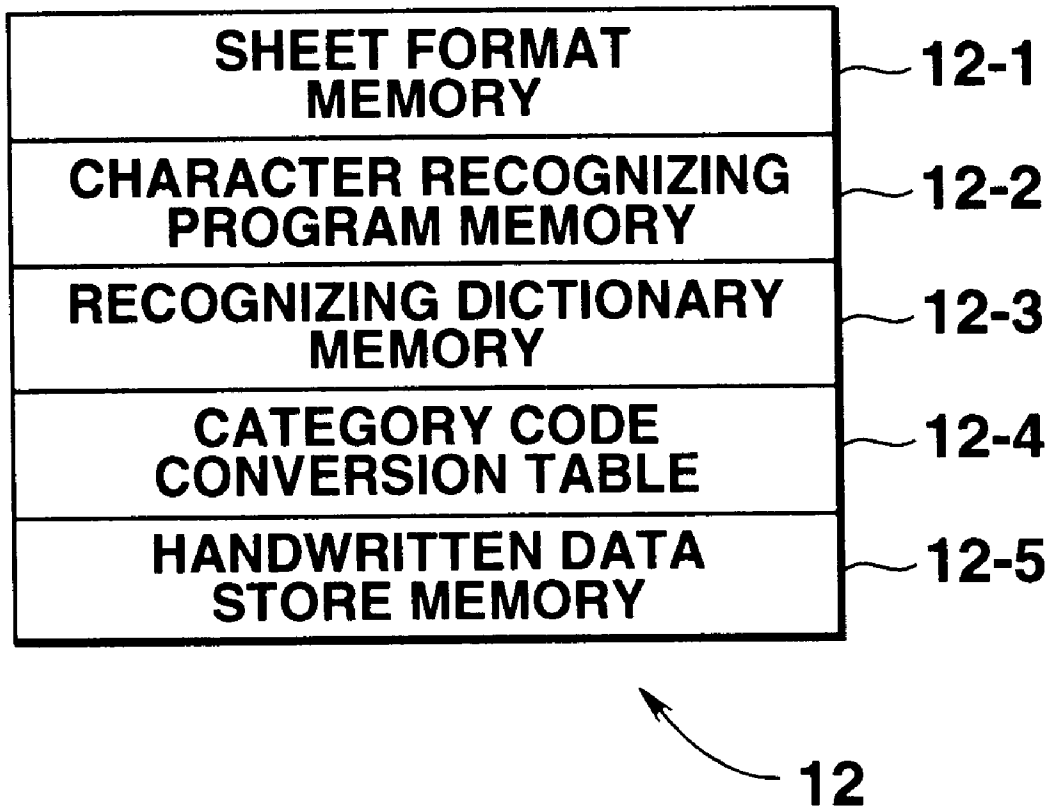 SHEET FORMAT
MEMORY
12-1
CHARACTER RECOGNIZING
PROGRAM MEMORY
12-2
RECOGNIZING DICTIONARY
MEMORY
12-3
CATEGORY CODE
CONVERSION TABLE
12-4
HANDWRITTEN DATA
STORE MEMORY
12-5
12